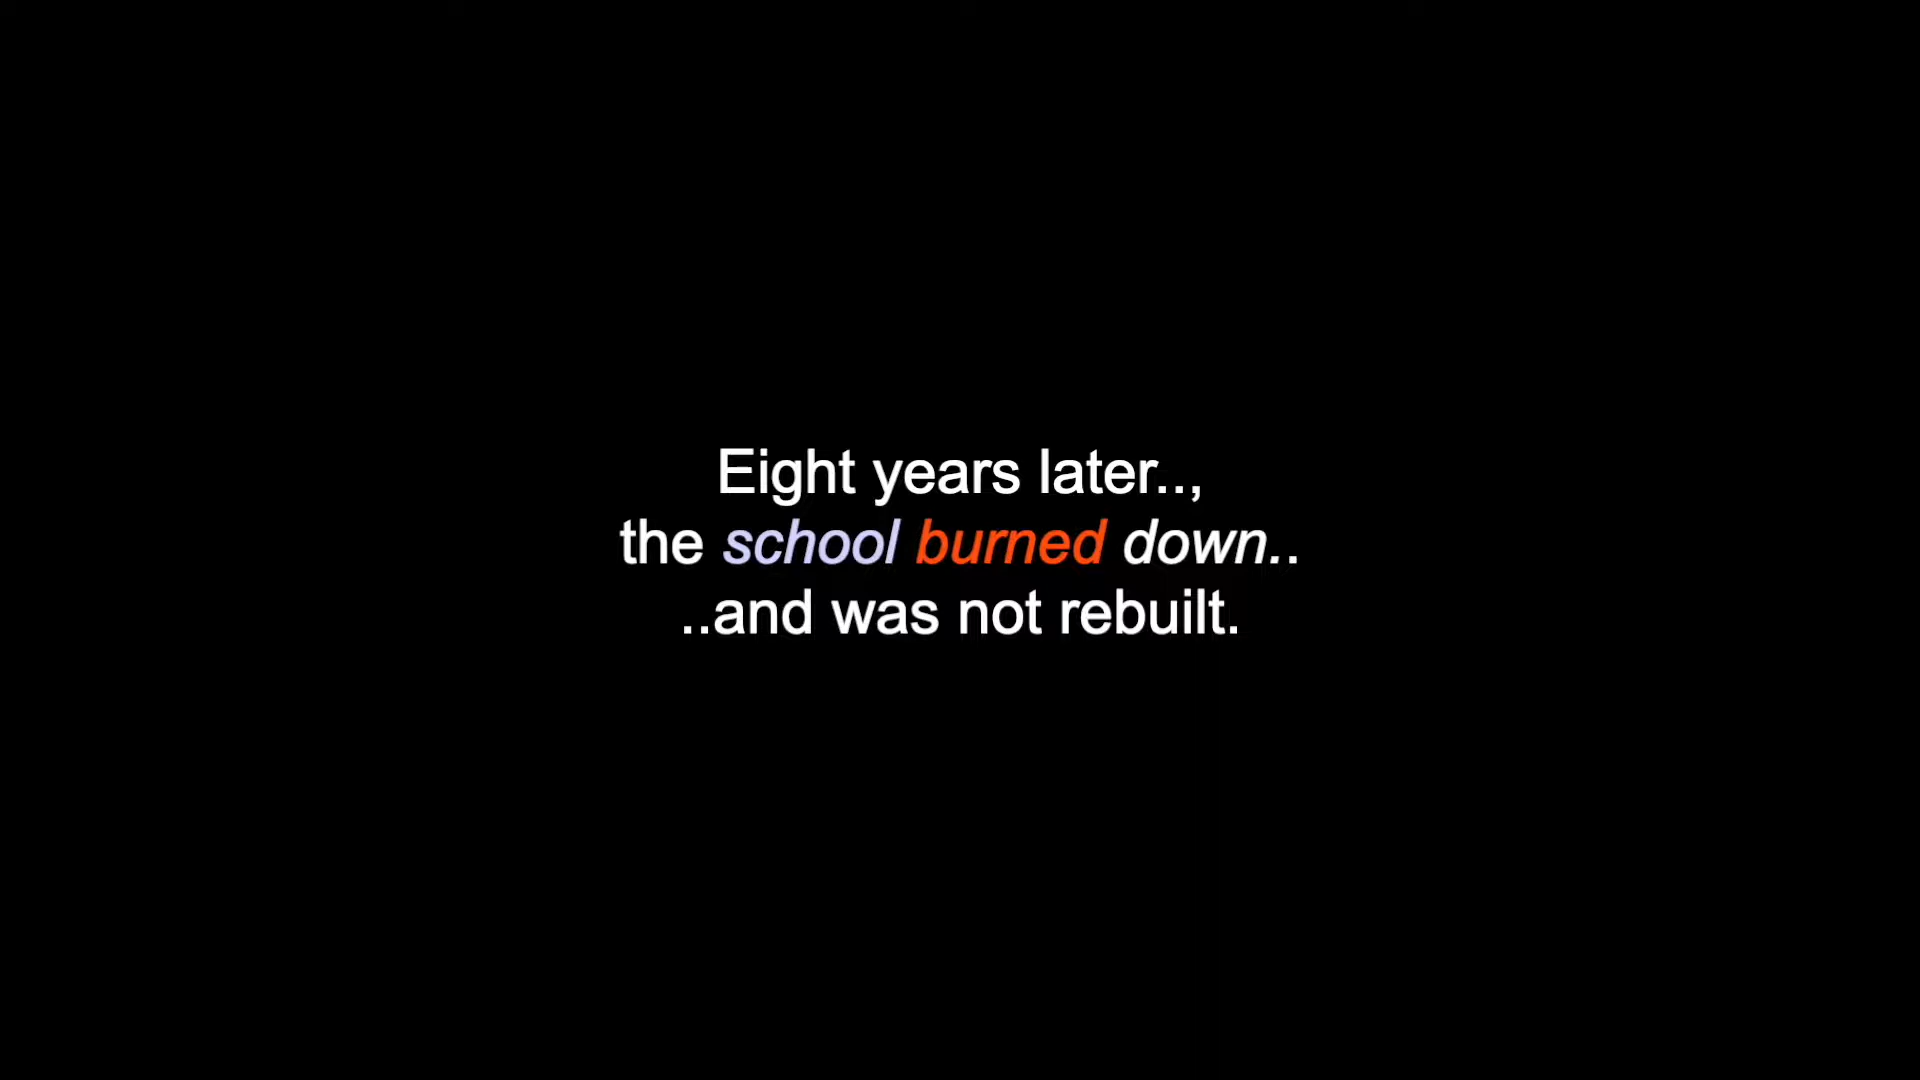 Eight years later..,
the school burned down..
..and was not rebuilt.